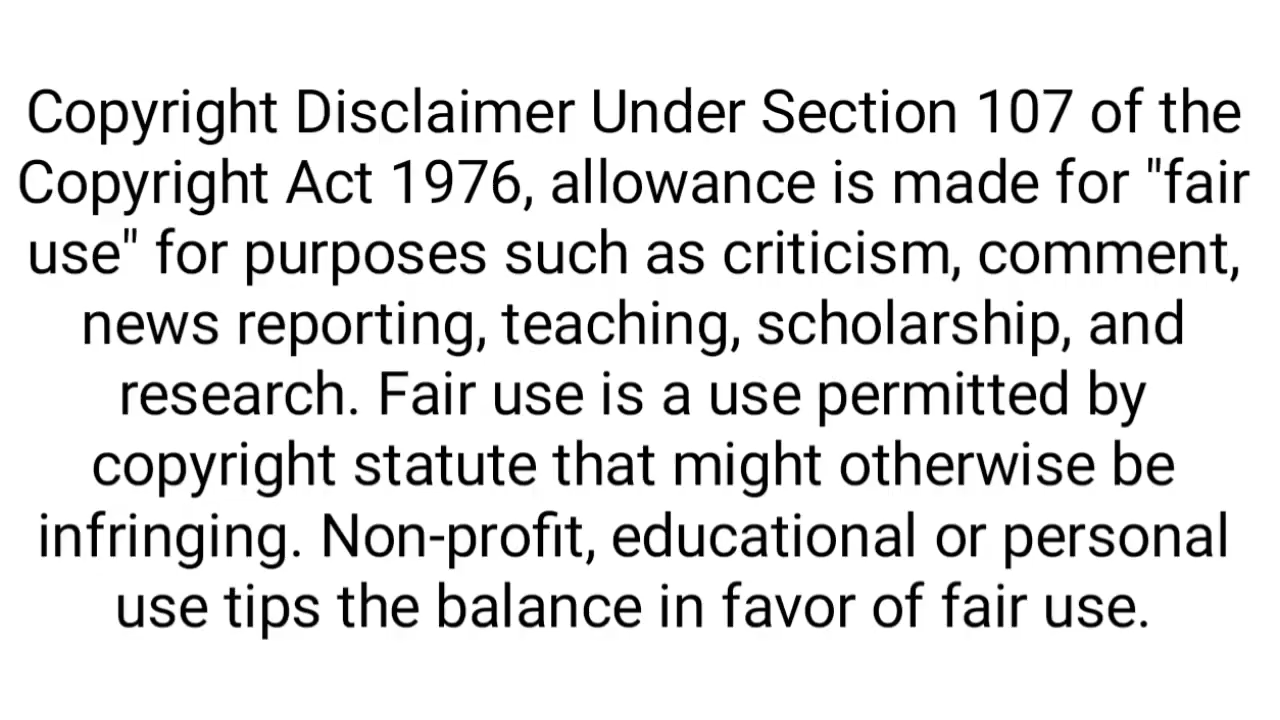 Copyright Disclaimer Under Section 107 of the
Copyright Act 1976, allowance is made for "fair
use" for purposes such as criticism, comment,
news reporting, teaching, scholarship, and
research. Fair use is a use permitted by
copyright statute that might otherwise be
infringing. Non-profit, educational or personal
use tips the balance in favor of fair use.